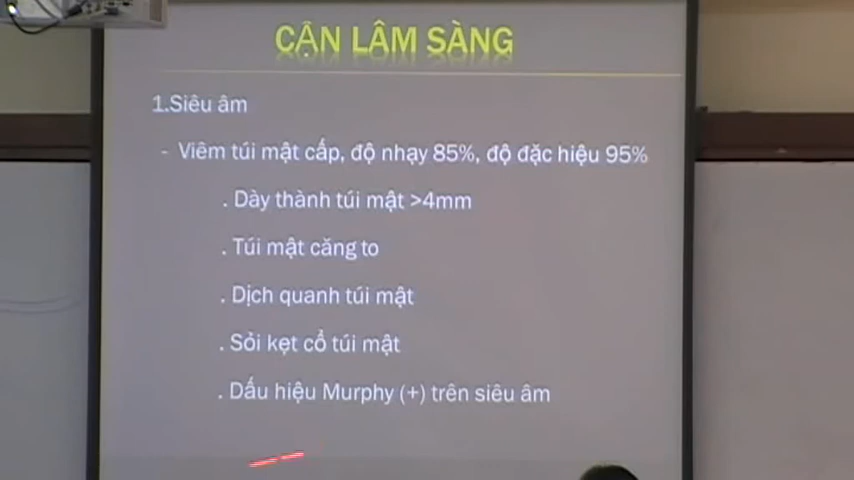 CẬN LÂM SÀNG
1.Siêu âm
- Viêm túi mật cấp, độ nhạy 85%, độ đặc hiệu 95%
. Dày thành túi mật >4mm
. Túi mật căng to
. Dịch quanh túi mật
. Sỏi kẹt cổ túi mật
. Dấu hiệu Murphy (+) trên siêu âm